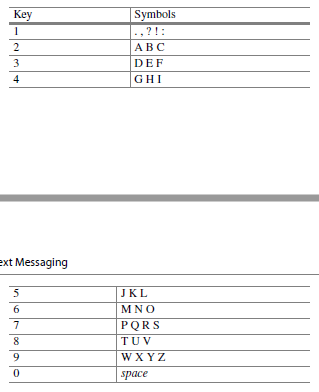 Key Symbols
1 . , ? ! :
2 A B C
3 D E F
4 G H I
ext Messaging
5 J K L
6 M N O
7 P Q R S
8 T U V
9 W X Y Z
0 space